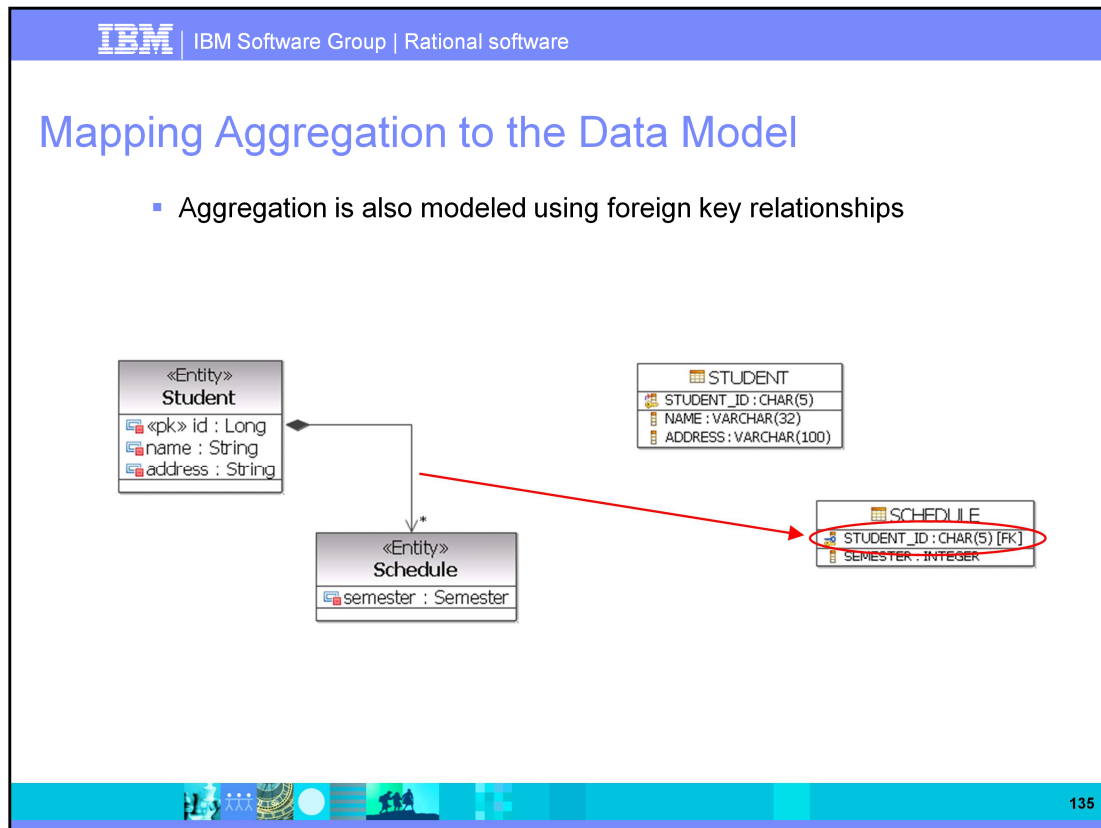 IBM | IBM Software Group | Rational software
Mapping Aggregation to the Data Model
▪ Aggregation is also modeled using foreign key relationships
«Entity»
Student
«pk» id : Long
name : String
address : String
*
«Entity»
Schedule
semester : Semester
STUDENT
STUDENT_ID : CHAR(5)
NAME : VARCHAR(32)
ADDRESS : VARCHAR(100)
SCHEDULE
STUDENT_ID : CHAR(5) [FK]
SEMESTER : INTEGER
135